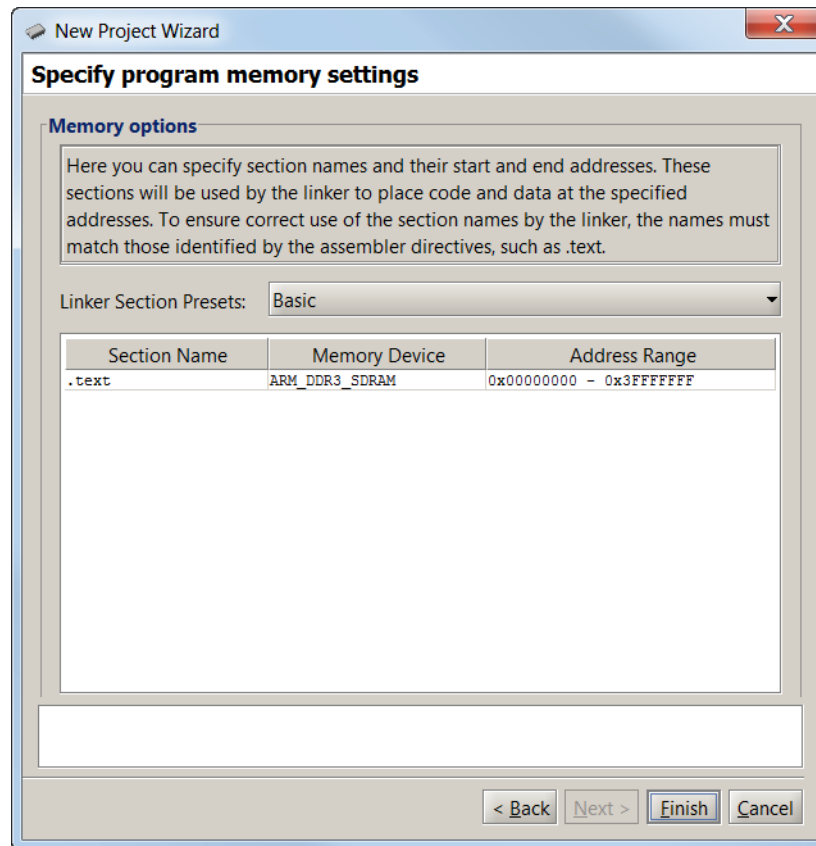 New Project Wizard
Specify program memory settings
Memory options
Here you can specify section names and their start and end addresses. These
sections will be used by the linker to place code and data at the specified
addresses. To ensure correct use of the section names by the linker, the names must
match those identified by the assembler directives, such as .text.
Linker Section Presets: Basic
Section Name Memory Device Address Range
.text ARM_DDR3_SDRAM 0x00000000 - 0x3FFFFFFF
< Back Next > Finish Cancel